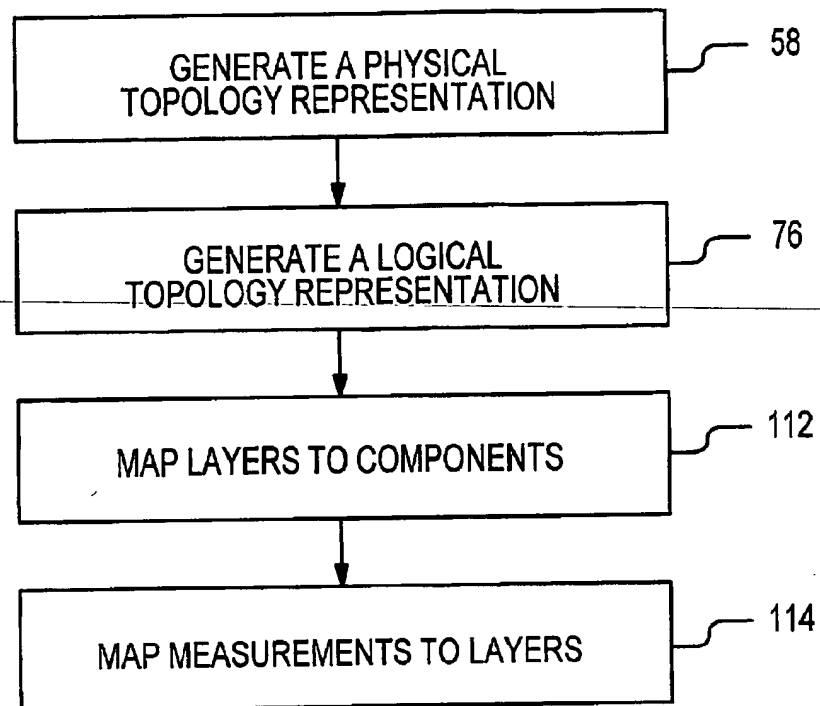 GENERATE A PHYSICAL
TOPOLOGY REPRESENTATION
58
GENERATE A LOGICAL
TOPOLOGY REPRESENTATION
76
MAP LAYERS TO COMPONENTS
112
MAP MEASUREMENTS TO LAYERS
114